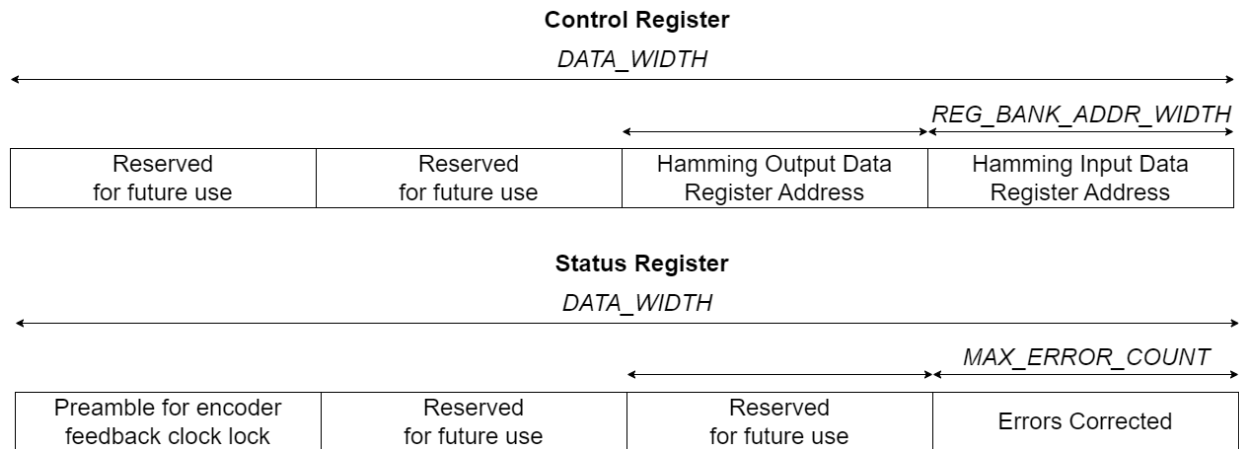 Control Register
DATA_WIDTH
REG_BANK_ADDR_WIDTH
Reserved
for future use
Reserved
for future use
Hamming Output Data
Register Address
Hamming Input Data
Register Address
Status Register
DATA_WIDTH
MAX_ERROR_COUNT
Preamble for encoder
feedback clock lock
Reserved
for future use
Reserved
for future use
Errors Corrected